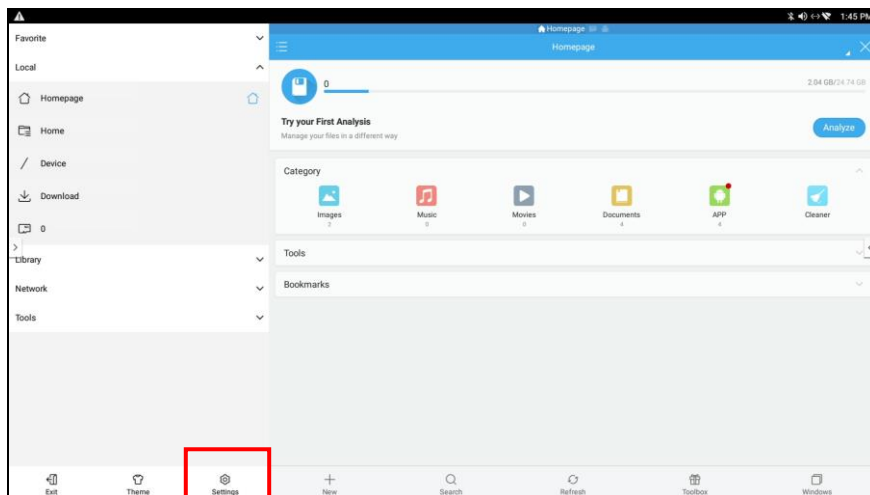 1:45 PM
Favorite
Local
Homepage
Home
Device
Download
0
Library
Network
Tools
Exit
Theme
Settings
Homepage
Homepage
0
2.04 GB/24.74 GB
Try your First Analysis
Manage your files in a different way
Analyze
Category
Images
2
Music
0
Movies
0
Documents
4
APP
4
Cleaner
Tools
Bookmarks
New
Search
Refresh
Toolbox
Windows